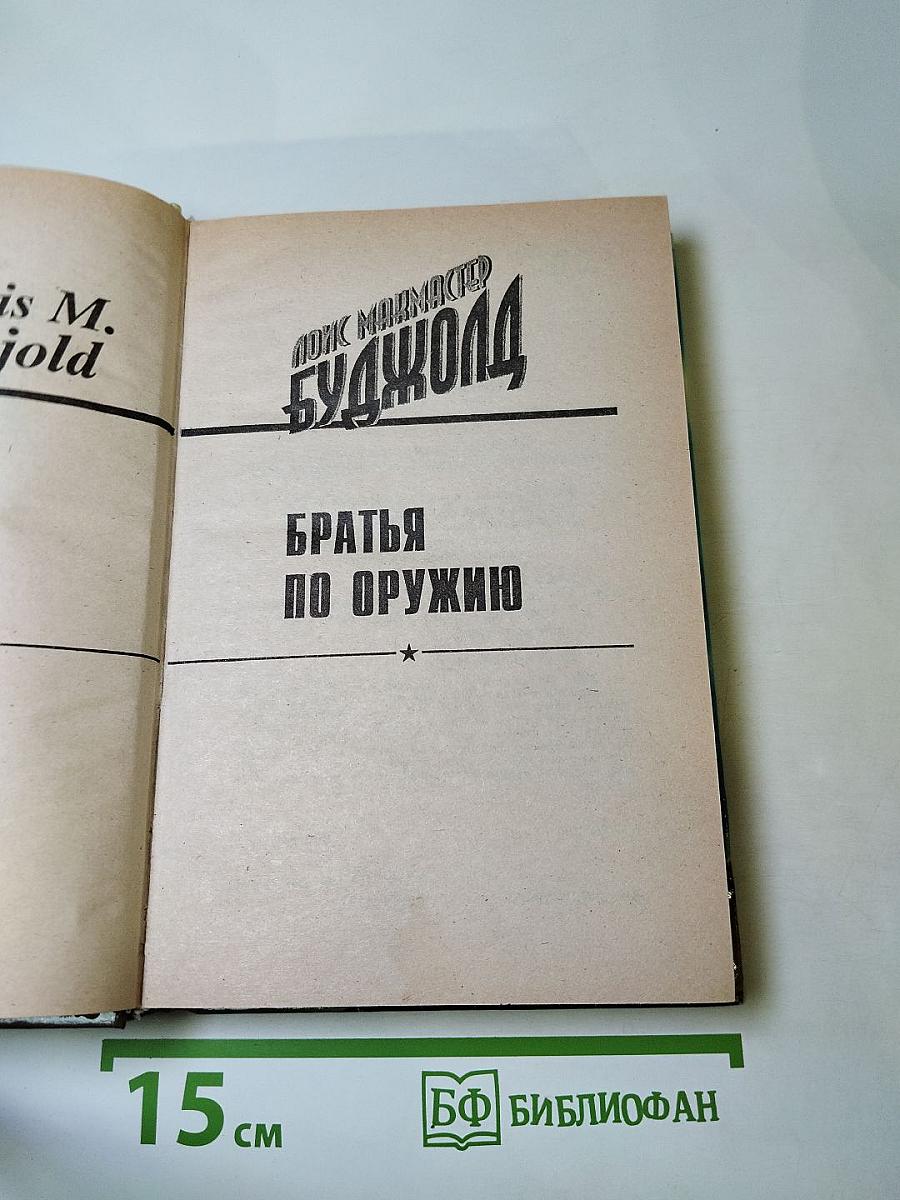 is M.
jold
ЛОИС МАКМАСТЕР
БУДЖОЛД
БРАТЬЯ
ПО ОРУЖИЮ
15 см
БФ БИБЛИОФАН